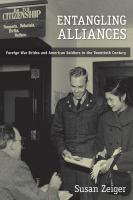 CITIZENSHIP
ENTANGLING
ALLIANCES
Foreign War Brides and American Soldiers in the Twentieth Century
Susan Zeiger